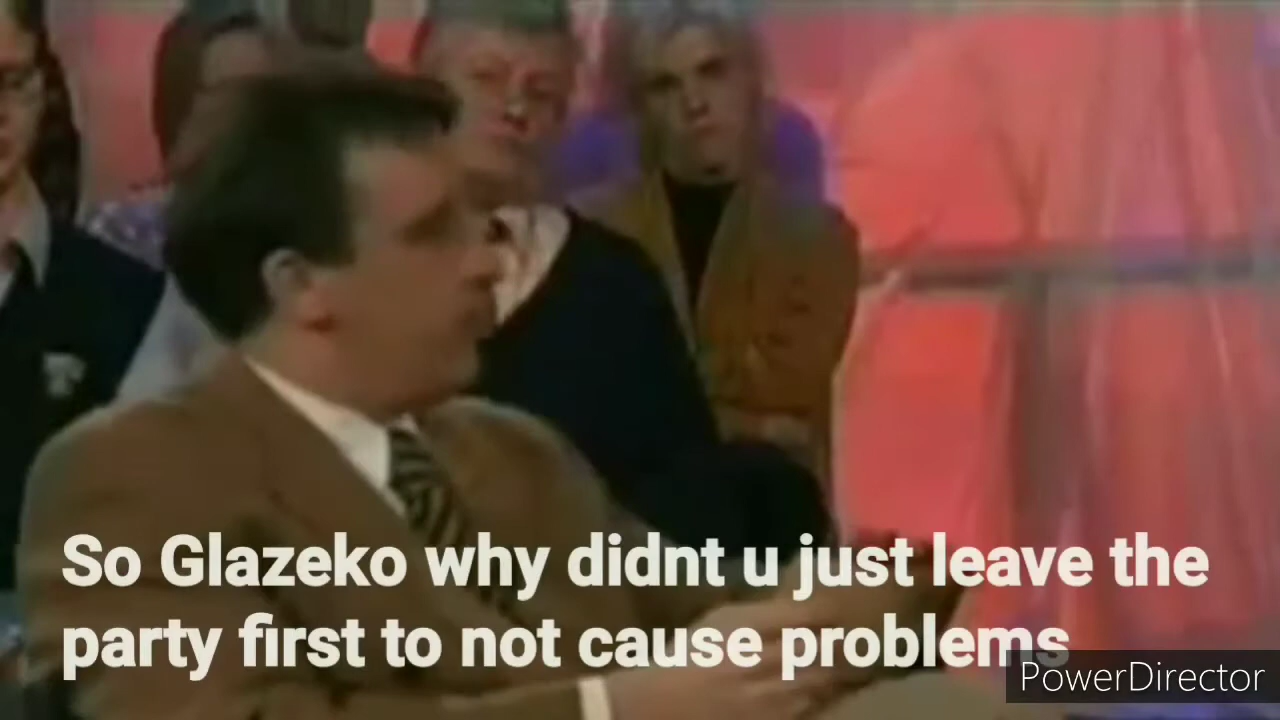 So Glazeko why didnt u just leave the
party first to not cause problems
PowerDirector